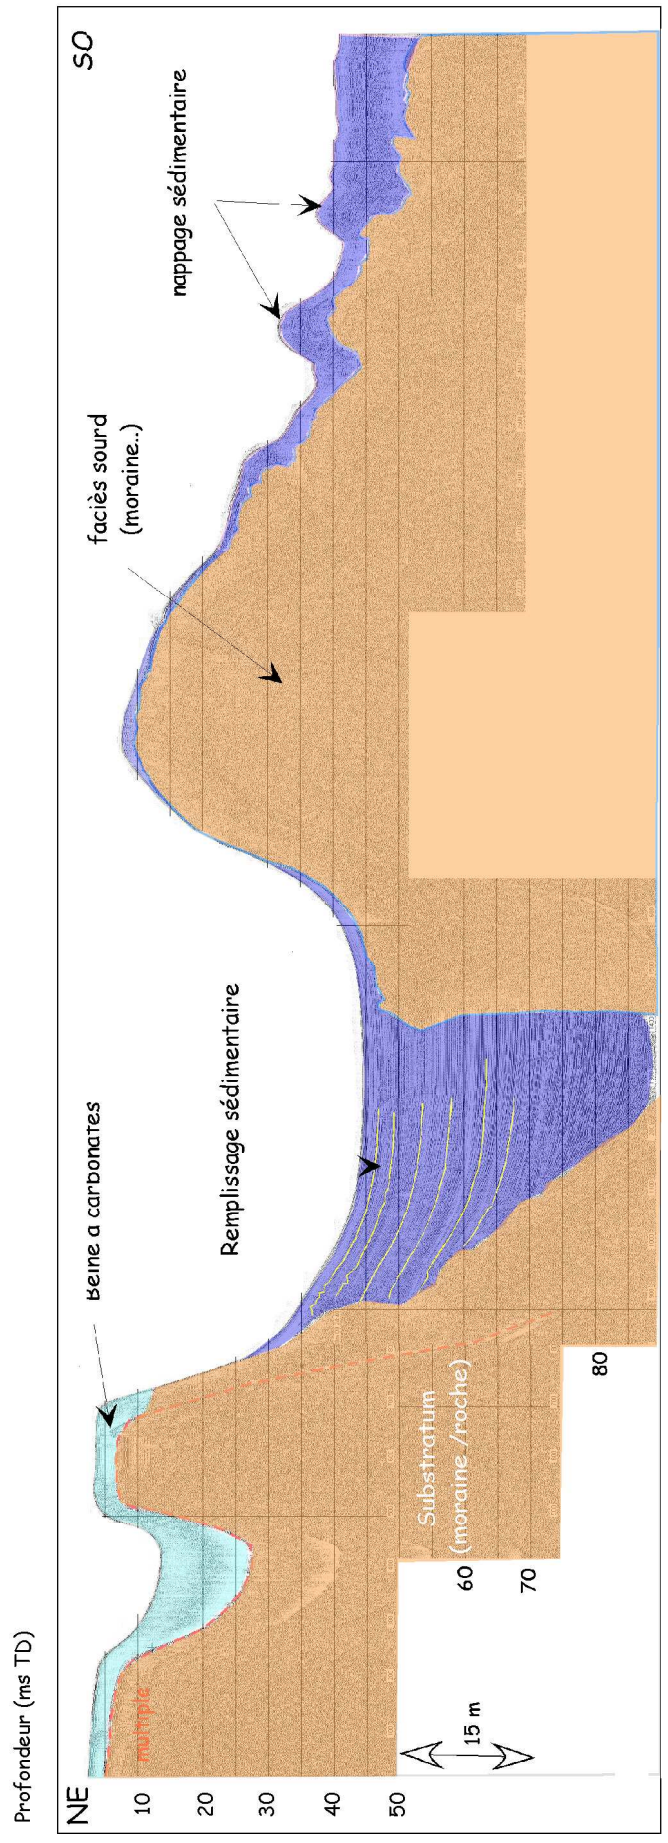 Profondeur (ms TD)
NE
SO
10
20
30
40
50
60
70
80
15 m
multiple
Beine a carbonates
Remplissage sédimentaire
Substratum
(moraine /roche)
faciès sourd
(moraine..)
nappage sédimentaire